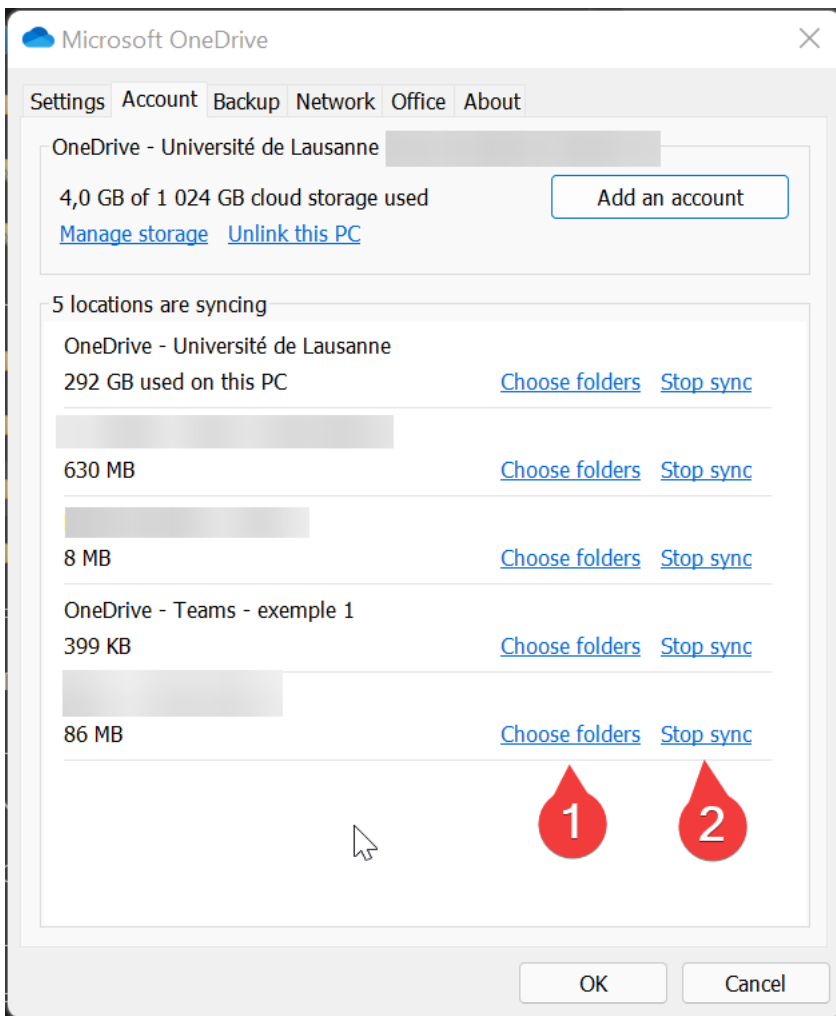 Microsoft OneDrive
Settings Account Backup Network Office About
OneDrive - Université de Lausanne
4,0 GB of 1 024 GB cloud storage used
Add an account
Manage storage Unlink this PC
5 locations are syncing
OneDrive - Université de Lausanne
292 GB used on this PC Choose folders Stop sync
630 MB Choose folders Stop sync
8 MB Choose folders Stop sync
OneDrive - Teams - exemple 1
399 KB Choose folders Stop sync
86 MB Choose folders Stop sync
1 2
OK Cancel